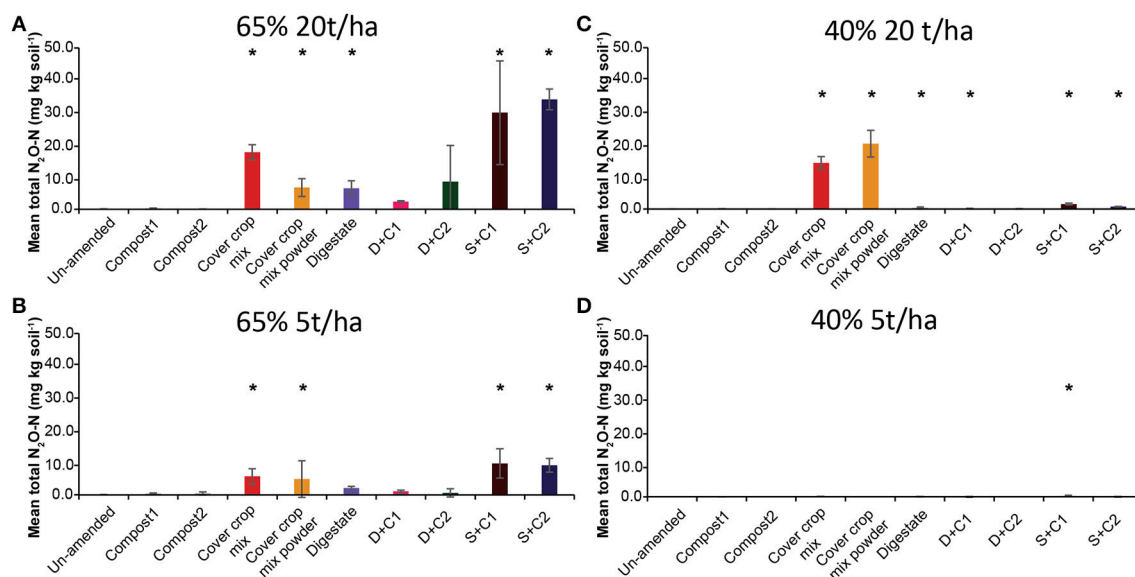 A
65% 20t/ha
Mean total N₂O-N (mg kg soil⁻¹)
50.0
40.0
30.0
20.0
10.0
0.0
* * * * *
Un-amended
Compost1
Compost2
Cover crop
mix
Cover crop
mix powder
Digestate
D+C1
D+C2
S+C1
S+C2
B
65% 5t/ha
Mean total N₂O-N (mg kg soil⁻¹)
50.0
40.0
30.0
20.0
10.0
0.0
* * * *
Un-amended
Compost1
Compost2
Cover crop
mix
Cover crop
mix powder
Digestate
D+C1
D+C2
S+C1
S+C2
C
40% 20 t/ha
Mean total N₂O-N (mg kg soil⁻¹)
50.0
40.0
30.0
20.0
10.0
0.0
* * * * * *
Un-amended
Compost1
Compost2
Cover crop
mix
Cover crop
mix powder
Digestate
D+C1
D+C2
S+C1
S+C2
D
40% 5t/ha
Mean total N₂O-N (mg kg soil⁻¹)
50.0
40.0
30.0
20.0
10.0
0.0
*
Un-amended
Compost1
Compost2
Cover crop
mix
Cover crop
mix powder
Digestate
D+C1
D+C2
S+C1
S+C2